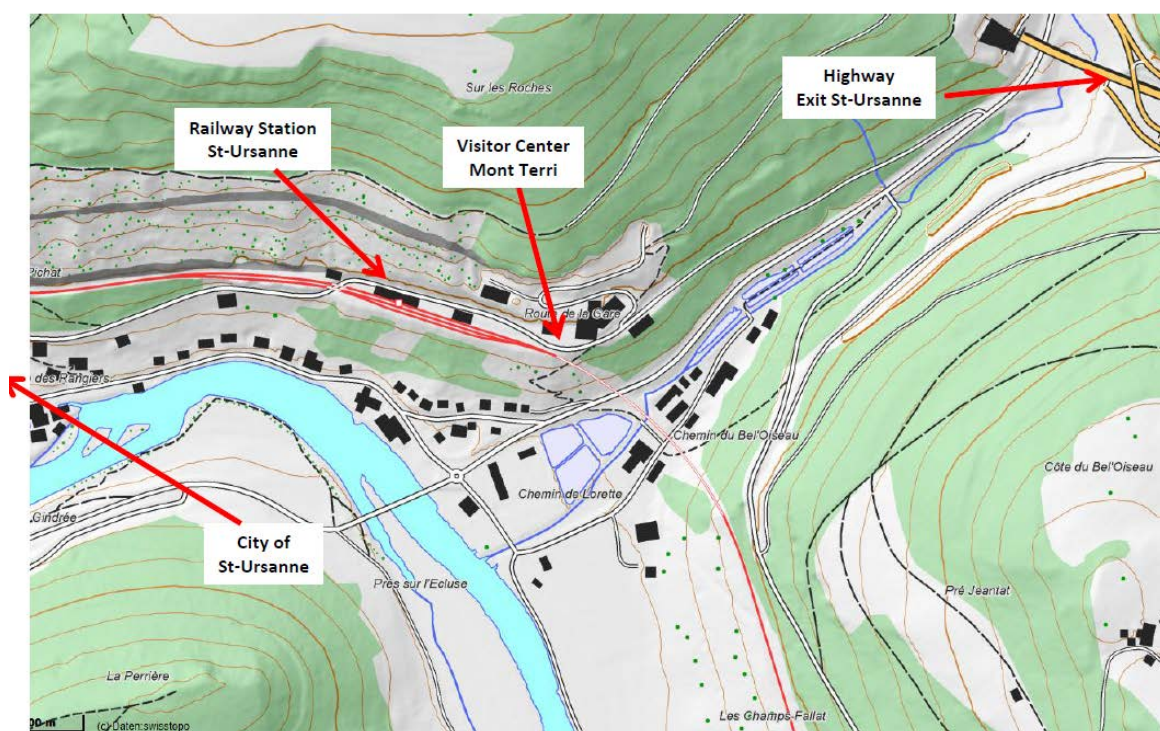 Sur les Roches
Highway
Exit St-Ursanne
Railway Station
St-Ursanne
Visitor Center
Mont Terri
Pichat
Route de la Gare
des Rangiers
Chemin du Bel'Oiseau
Côte du Bel'Oiseau
Chemin de Lorette
Gindrée
City of
St-Ursanne
Prés sur l'Ecluse
Pré Jeantat
La Perrière
Les Champs-Fallat
00 m
(c) Daten:swisstopo